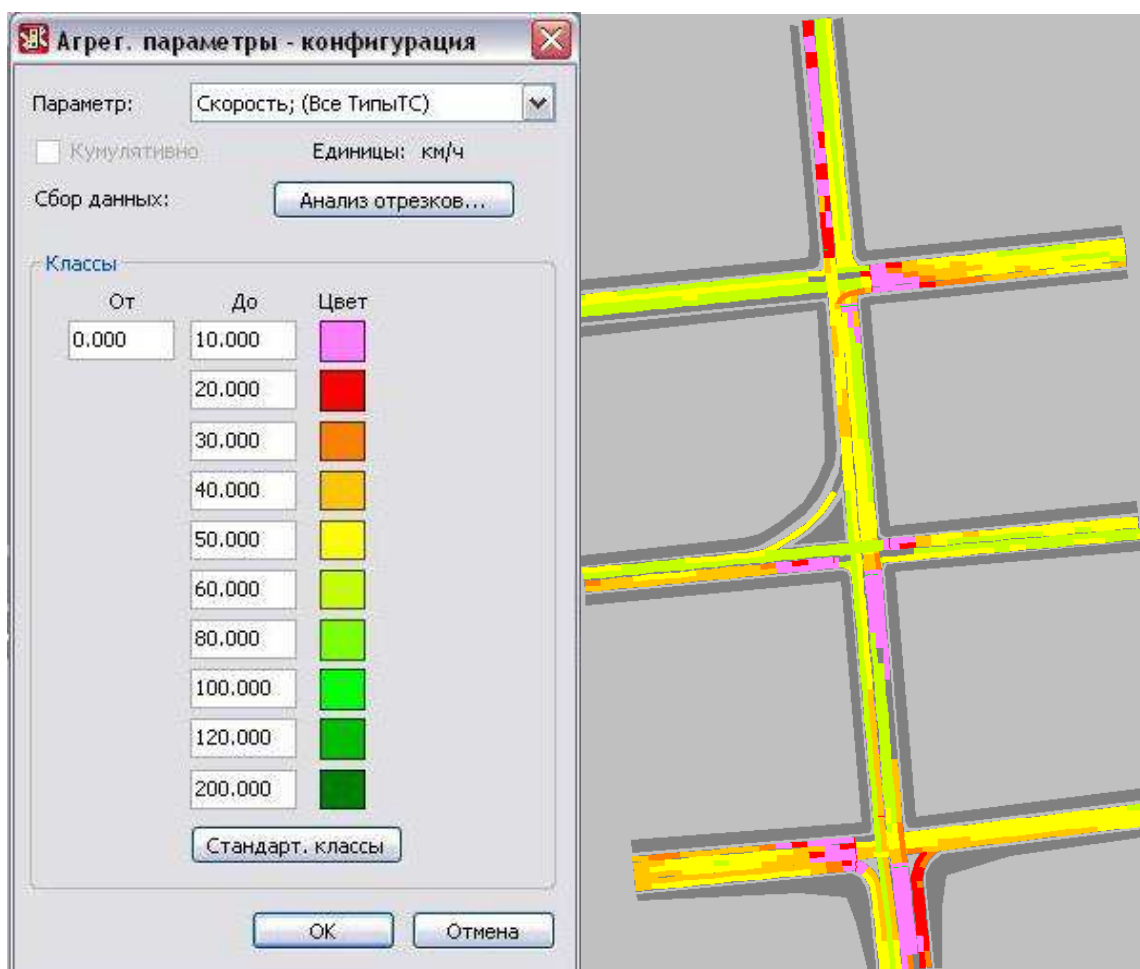 Агрег. параметры - конфигурация
Параметр: Скорость; (Все ТипыТС)
Кумулятивно Единицы: км/ч
Сбор данных: Анализ отрезков...
Классы
От До Цвет
0.000 10.000
20.000
30.000
40.000
50.000
60.000
80.000
100.000
120.000
200.000
Стандарт. классы
OK Отмена